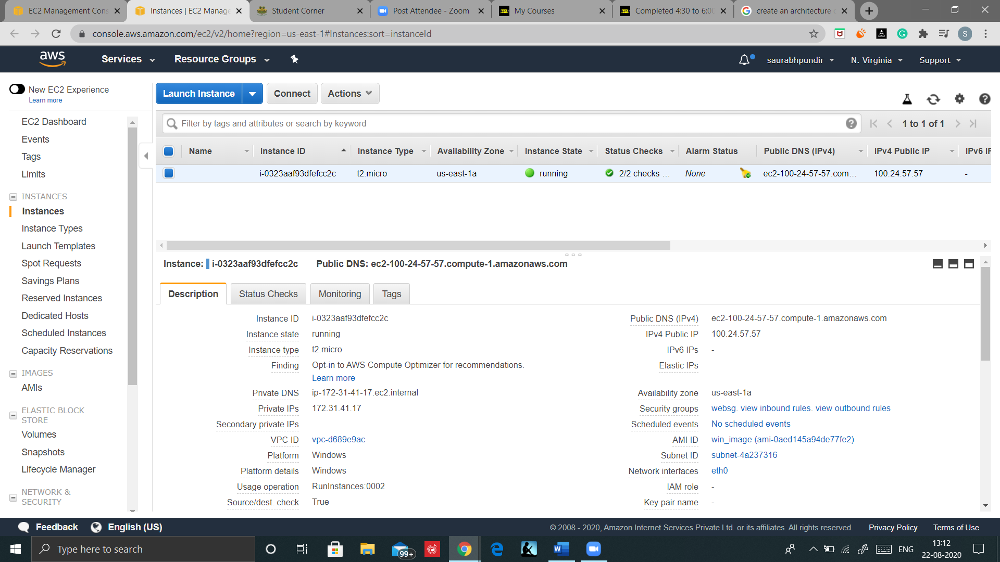 EC2 Management Cons
Instances | EC2 Manage
Student Corner
Post Attendee - Zoom
My Courses
Completed 4:30 to 6:00
create an architecture
console.aws.amazon.com/ec2/v2/home?region=us-east-1#Instances:sort=instanceId
S
aws
Services
Resource Groups
saurabhpundir
N. Virginia
Support
New EC2 Experience
Learn more
Launch Instance
Connect
Actions
Filter by tags and attributes or search by keyword
1 to 1 of 1
Name
Instance ID
Instance Type
Availability Zone
Instance State
Status Checks
Alarm Status
Public DNS (IPv4)
IPv4 Public IP
IPv6 IP
i-0323aaf93dfefcc2c
t2.micro
us-east-1a
running
2/2 checks ...
None
ec2-100-24-57-57.com...
100.24.57.57
-
EC2 Dashboard
Events
Tags
Limits
INSTANCES
Instances
Instance Types
Launch Templates
Spot Requests
Savings Plans
Reserved Instances
Dedicated Hosts
Scheduled Instances
Capacity Reservations
IMAGES
AMIs
ELASTIC BLOCK
STORE
Volumes
Snapshots
Lifecycle Manager
NETWORK &
SECURITY
Instance: i-0323aaf93dfefcc2c Public DNS: ec2-100-24-57-57.compute-1.amazonaws.com
Description
Status Checks
Monitoring
Tags
Instance ID i-0323aaf93dfefcc2c
Instance state running
Instance type t2.micro
Finding Opt-in to AWS Compute Optimizer for recommendations.
Learn more
Private DNS ip-172-31-41-17.ec2.internal
Private IPs 172.31.41.17
Secondary private IPs
VPC ID vpc-d689e9ac
Platform Windows
Platform details Windows
Usage operation RunInstances:0002
Source/dest. check True
Public DNS (IPv4) ec2-100-24-57-57.compute-1.amazonaws.com
IPv4 Public IP 100.24.57.57
IPv6 IPs -
Elastic IPs
Availability zone us-east-1a
Security groups websg. view inbound rules. view outbound rules
Scheduled events No scheduled events
AMI ID win_image (ami-0aed145a94de77fe2)
Subnet ID subnet-4a237316
Network interfaces eth0
IAM role -
Key pair name -
Feedback
English (US)
© 2008 - 2020, Amazon Internet Services Private Ltd. or its affiliates. All rights reserved.
Privacy Policy
Terms of Use
Type here to search
99+
ENG
13:12
22-08-2020